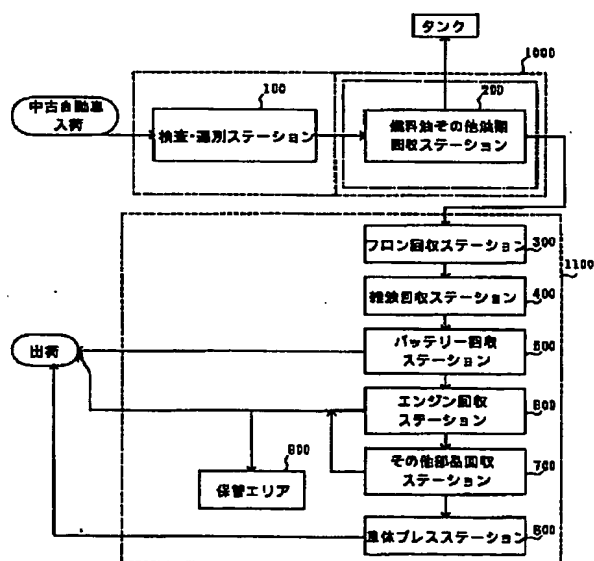 タンク
1000
100
200
中古自動車
入荷
検査・選別ステーション
燃料油その他油類
回収ステーション
フロン回収ステーション
300
1100
回収ステーション
400
バッテリー回収
ステーション
500
出荷
エンジン回収
ステーション
600
その他部品回収
ステーション
700
900
保管エリア
車体プレスステーション
800